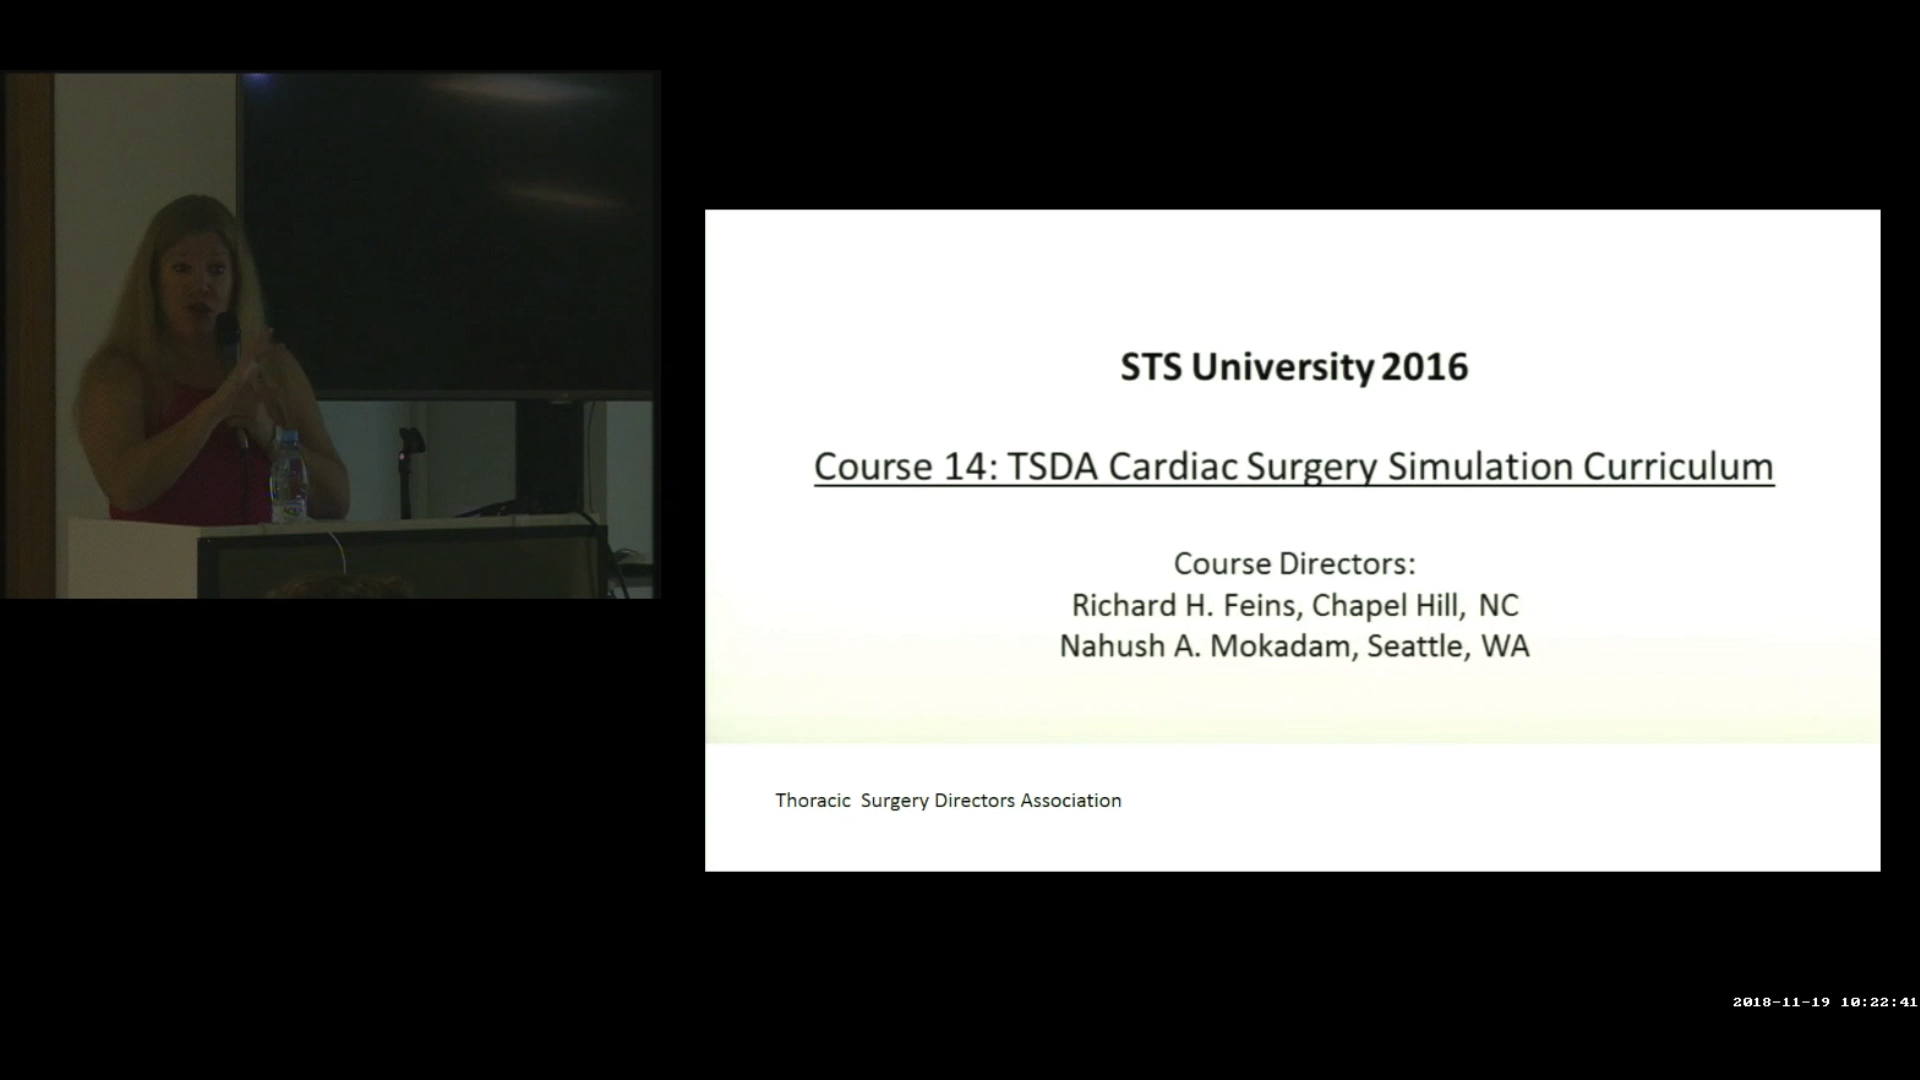 STS University 2016
Course 14: TSDA Cardiac Surgery Simulation Curriculum
Course Directors:
Richard H. Feins, Chapel Hill, NC
Nahush A. Mokadam, Seattle, WA
Thoracic Surgery Directors Association
2018-11-19 10:22:41